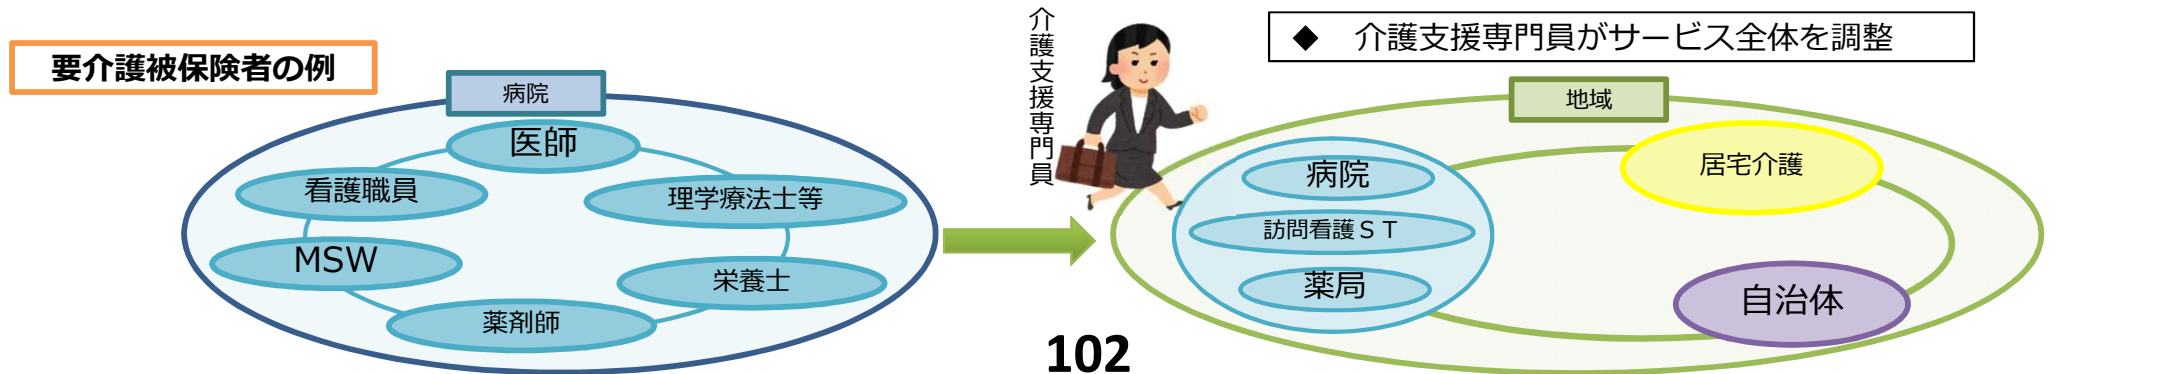 要介護被保険者の例
病院
医師
看護職員
理学療法士等
MSW
栄養士
薬剤師
介護支援専門員
◆ 介護支援専門員がサービス全体を調整
地域
病院
訪問看護ＳＴ
薬局
居宅介護
自治体
102